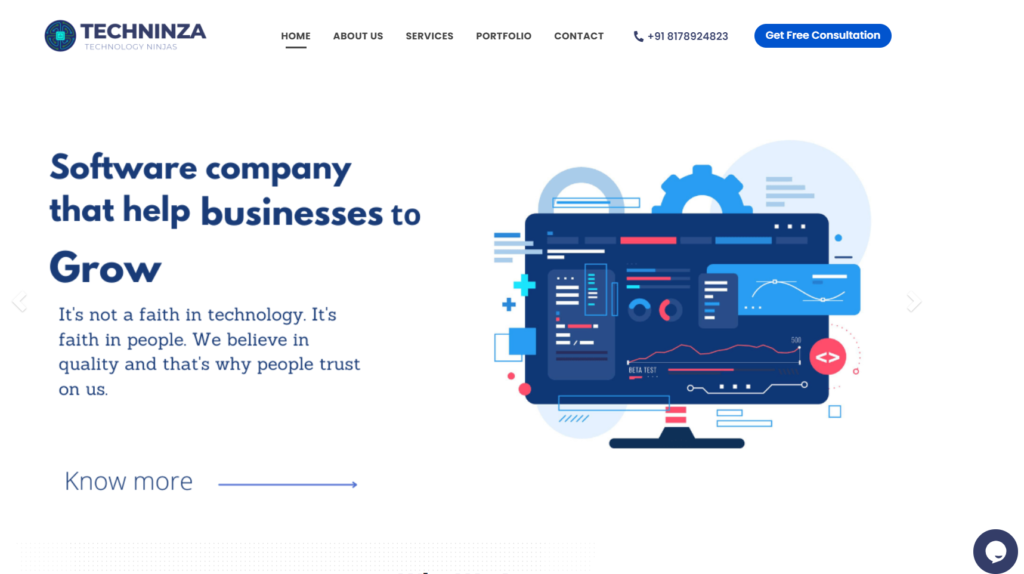 TECHNINZA
TECHNOLOGY NINJAS
HOME ABOUT US SERVICES PORTFOLIO CONTACT +91 8178924823 Get Free Consultation
Software company
that help businesses to
Grow
It's not a faith in technology. It's
faith in people. We believe in
quality and that's why people trust
on us.
500
</>
BETA TEST
Know more